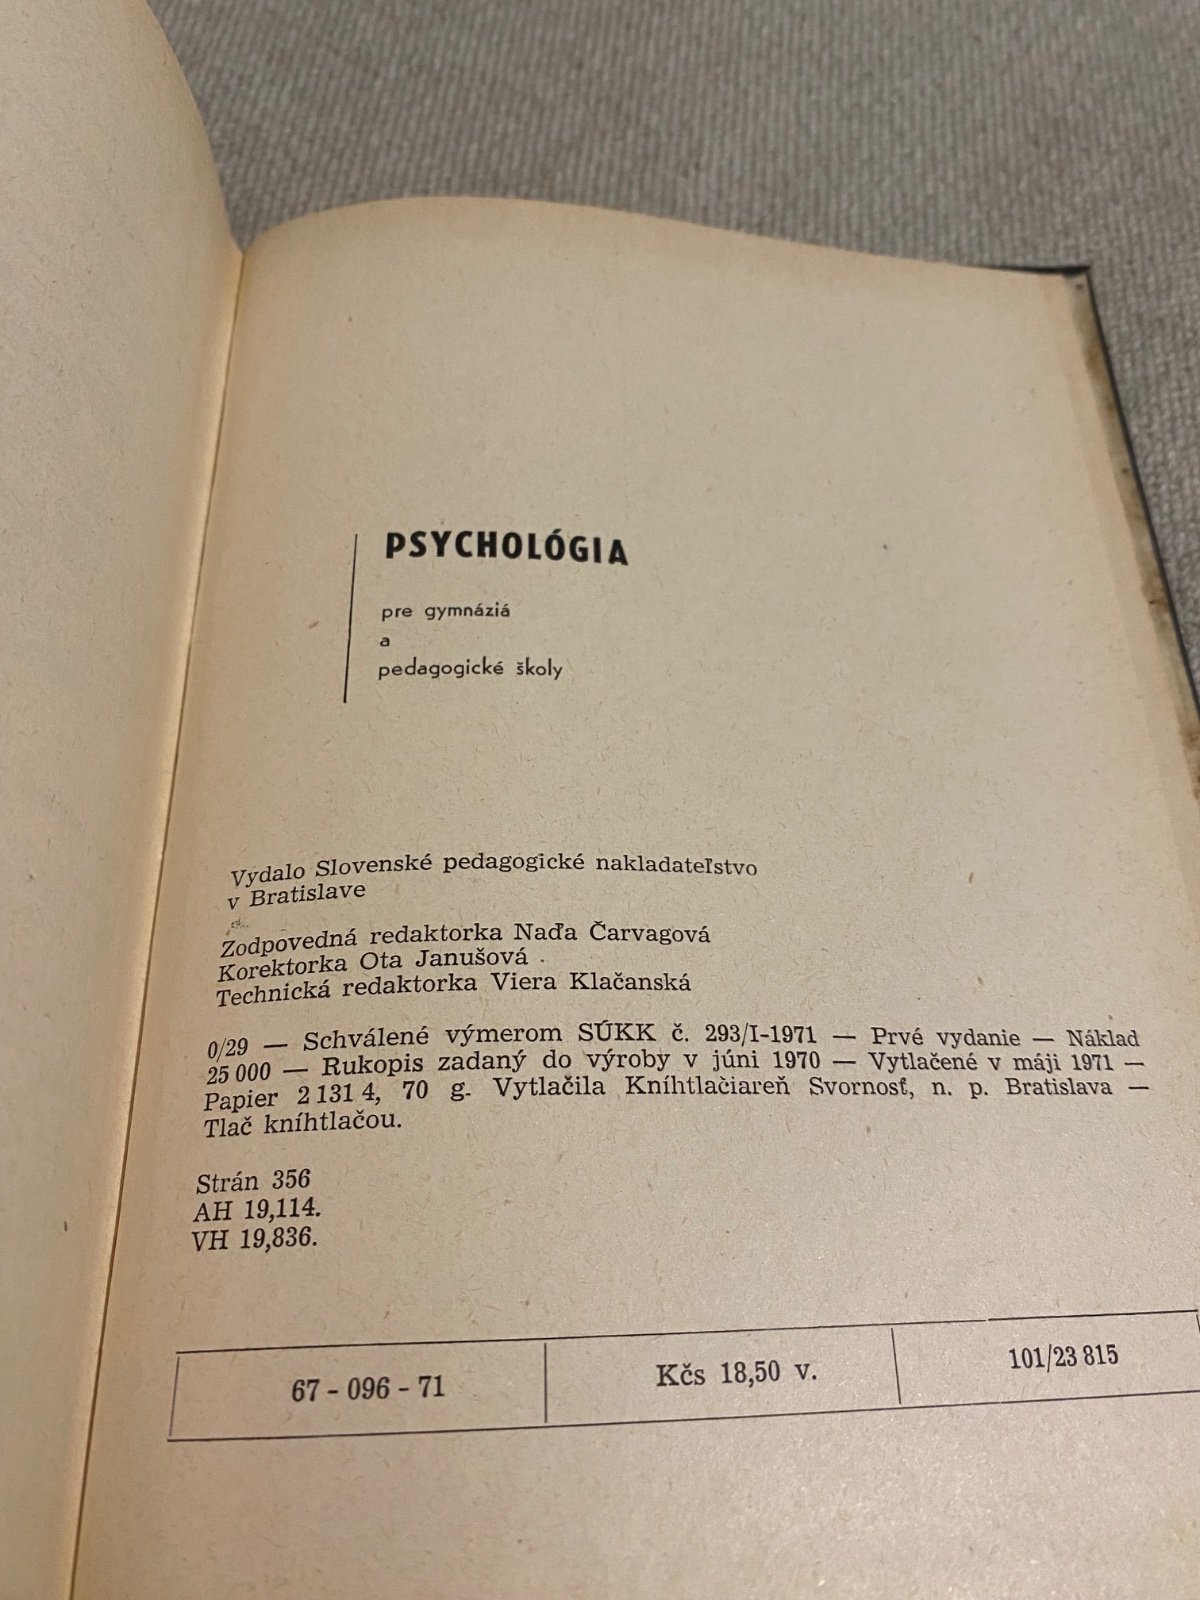 PSYCHOLÓGIA
pre gymnáziá
a
pedagogické školy
Vydalo Slovenské pedagogické nakladateľstvo
v Bratislave
Zodpovedná redaktorka Naďa Čarvagová
Korektorka Ota Janušová
Technická redaktorka Viera Klačanská
0/29 — Schválené výmerom SÚKK č. 293/I-1971 — Prvé vydanie — Náklad
25 000 — Rukopis zadaný do výroby v júni 1970 — Vytlačené v máji 1971 —
Papier 2 131 4, 70 g. Vytlačila Kníhtlačiareň Svornosť, n. p. Bratislava —
Tlač kníhtlačou.
Strán 356
AH 19,114.
VH 19,836.
67 - 096 - 71
Kčs 18,50 v.
101/23 815